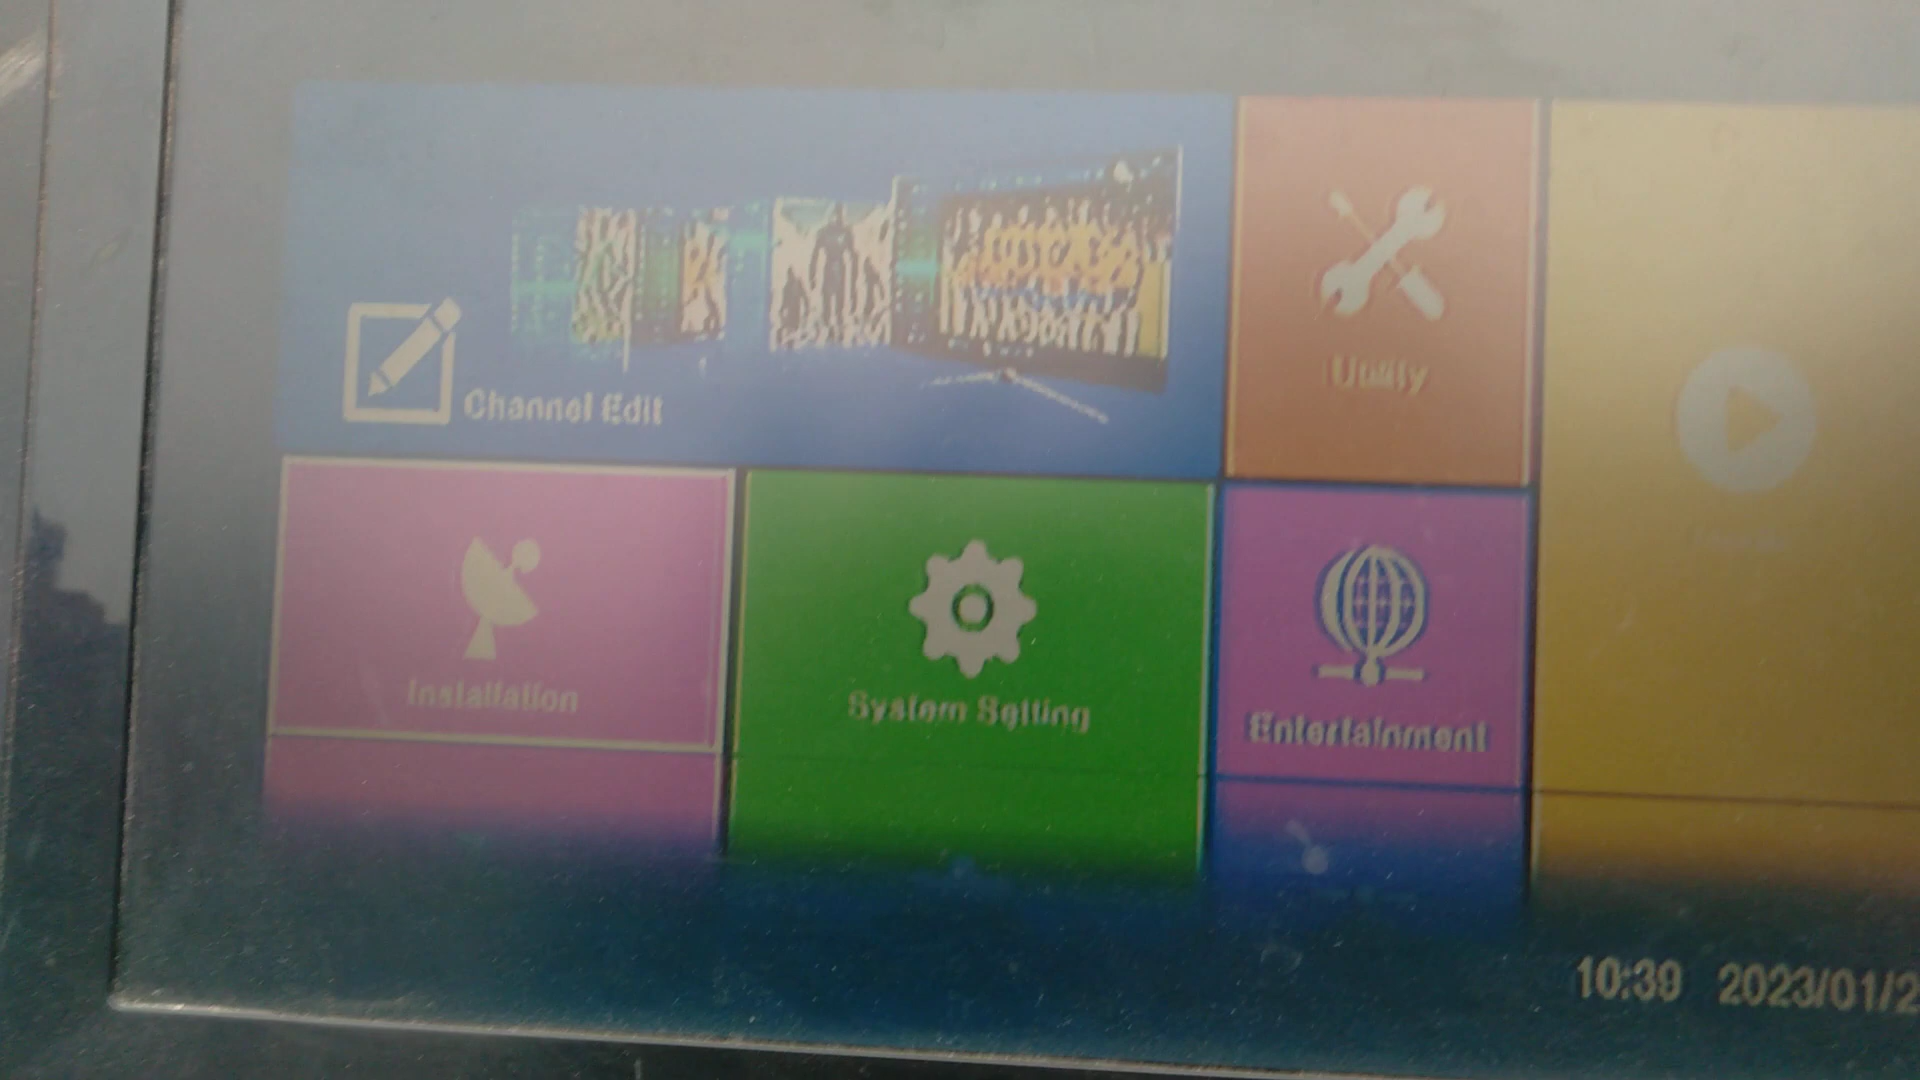 Channel Edit
Utility
Installation
System Setting
Entertainment
10:39 2023/01/2